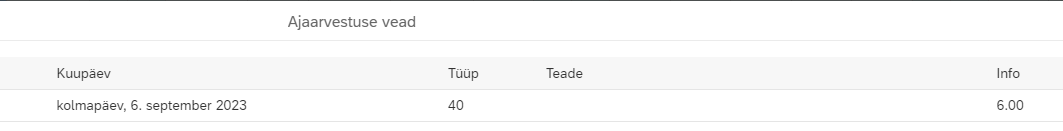 Ajaarvestuse vead
Kuupäev Tüüp Teade Info
kolmapäev, 6. september 2023 40 6.00